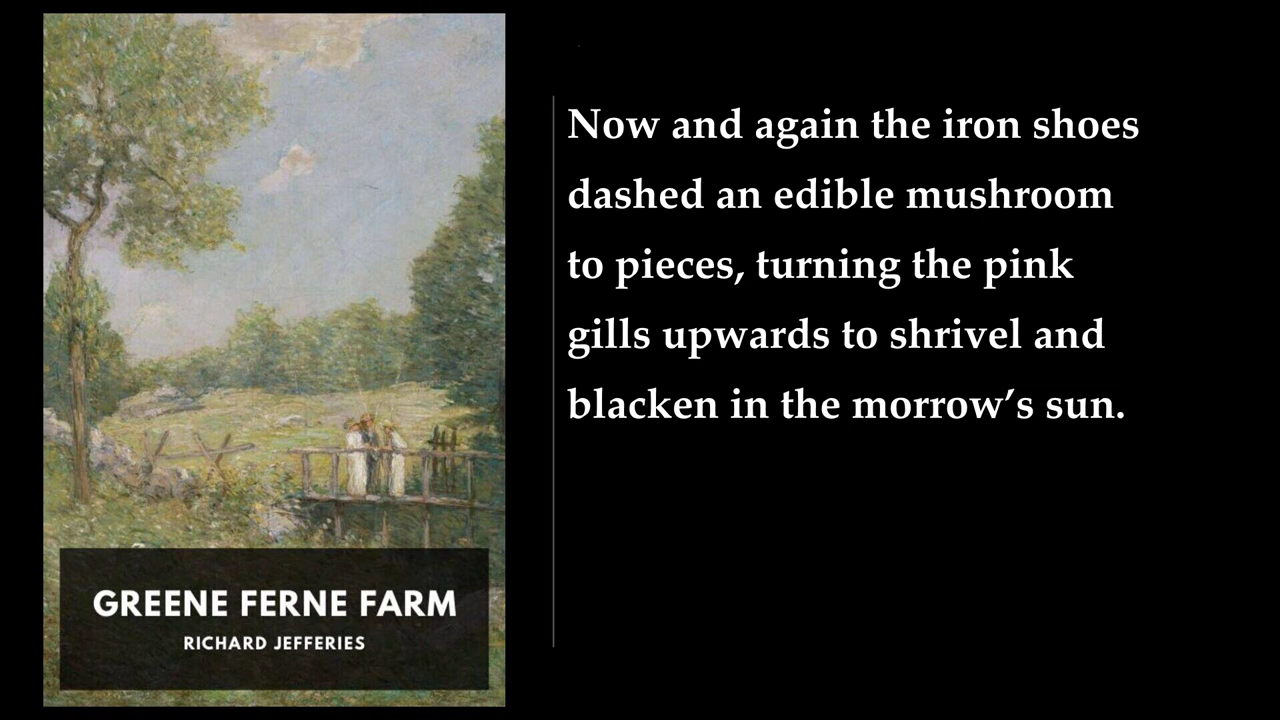 GREENE FERNE FARM
RICHARD JEFFERIES
Now and again the iron shoes
dashed an edible mushroom
to pieces, turning the pink
gills upwards to shrivel and
blacken in the morrow’s sun.